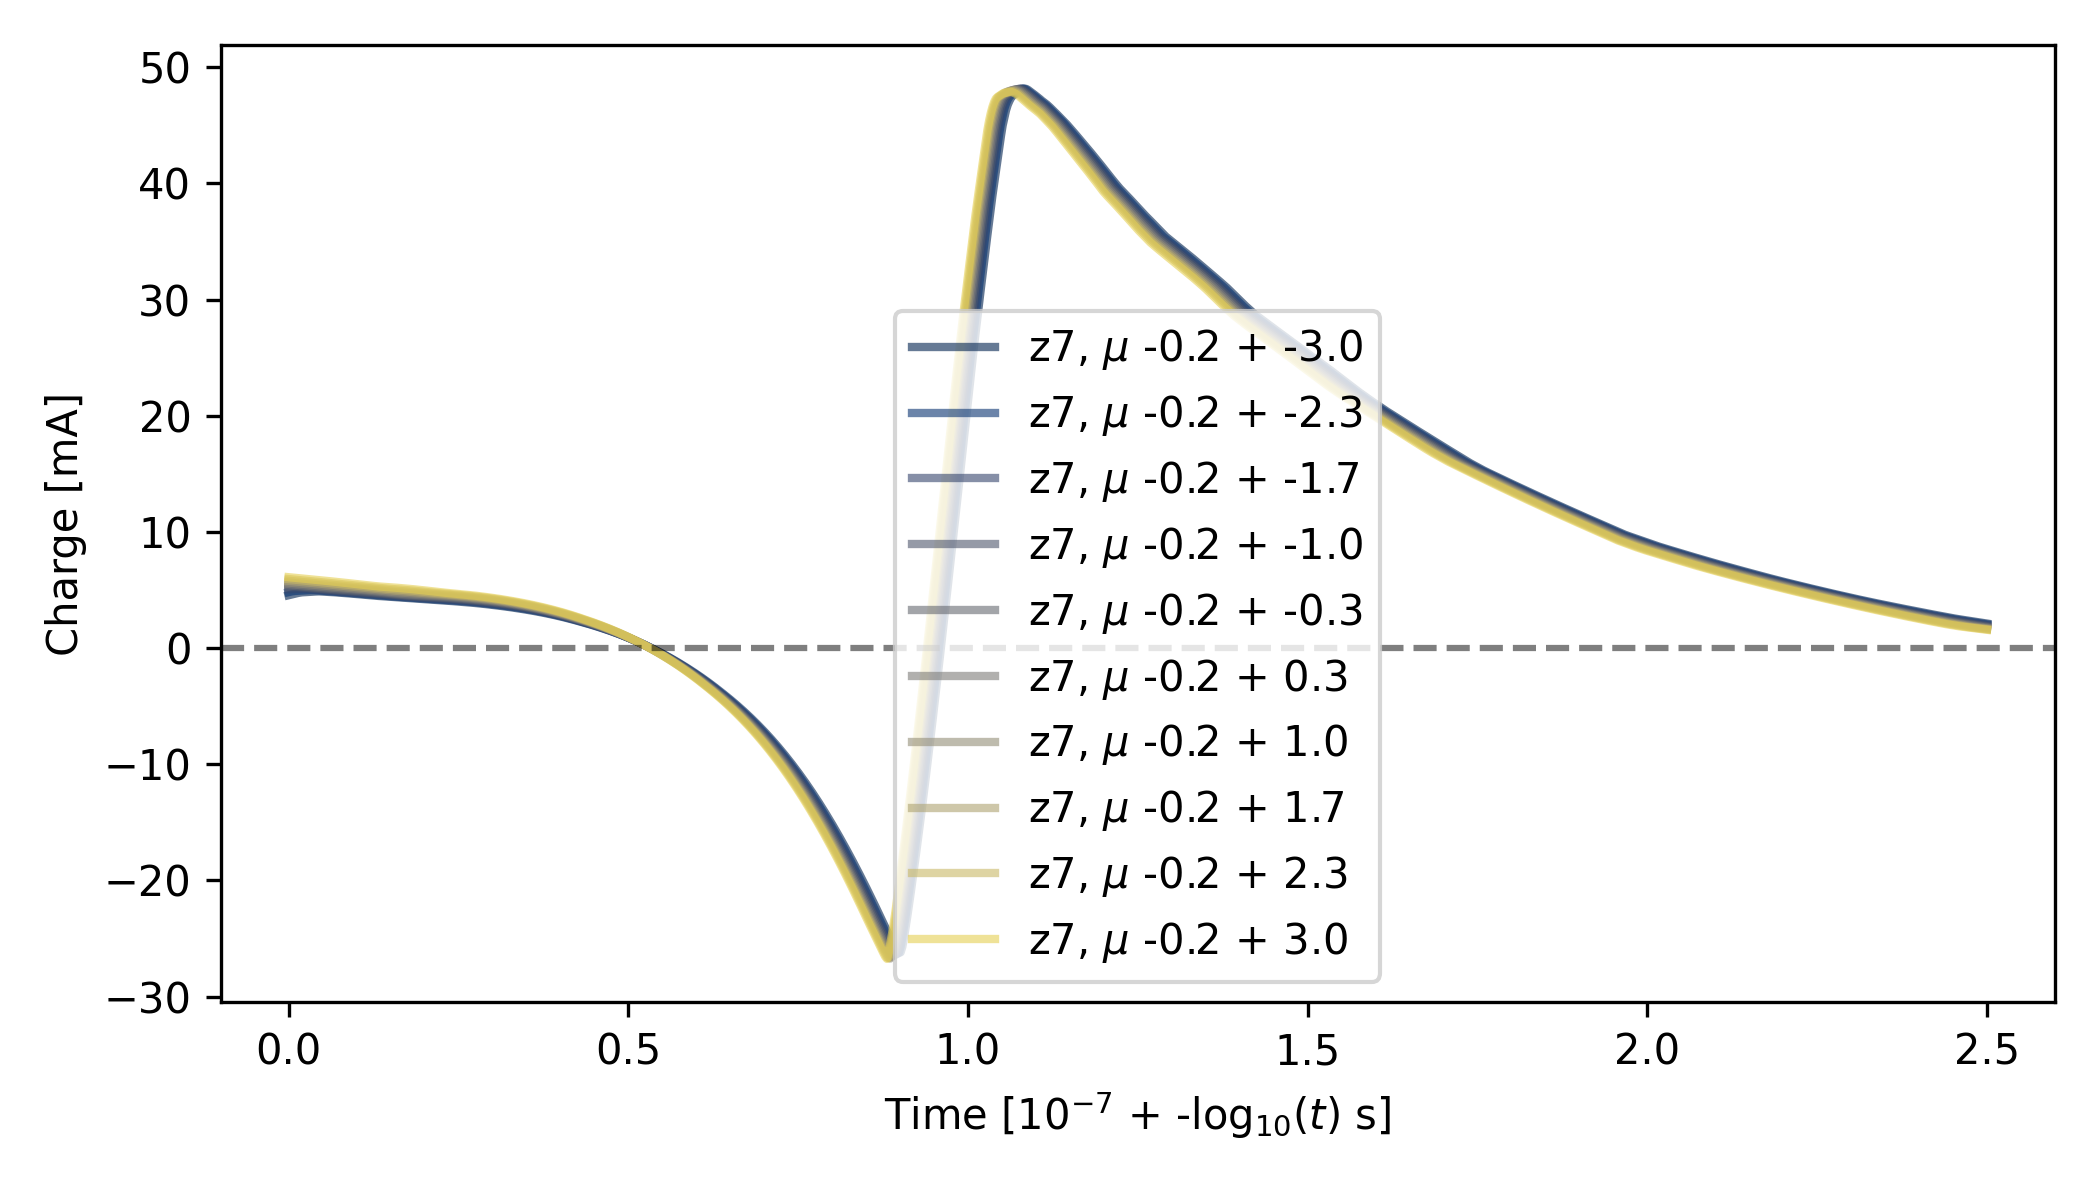 50
40
30
20
10
0
−10
−20
−30
Charge [mA]
z7, μ -0.2 + -3.0
z7, μ -0.2 + -2.3
z7, μ -0.2 + -1.7
z7, μ -0.2 + -1.0
z7, μ -0.2 + -0.3
z7, μ -0.2 + 0.3
z7, μ -0.2 + 1.0
z7, μ -0.2 + 1.7
z7, μ -0.2 + 2.3
z7, μ -0.2 + 3.0
0.0 0.5 1.0 1.5 2.0 2.5
Time [10⁻⁷ + -log₁₀(t) s]